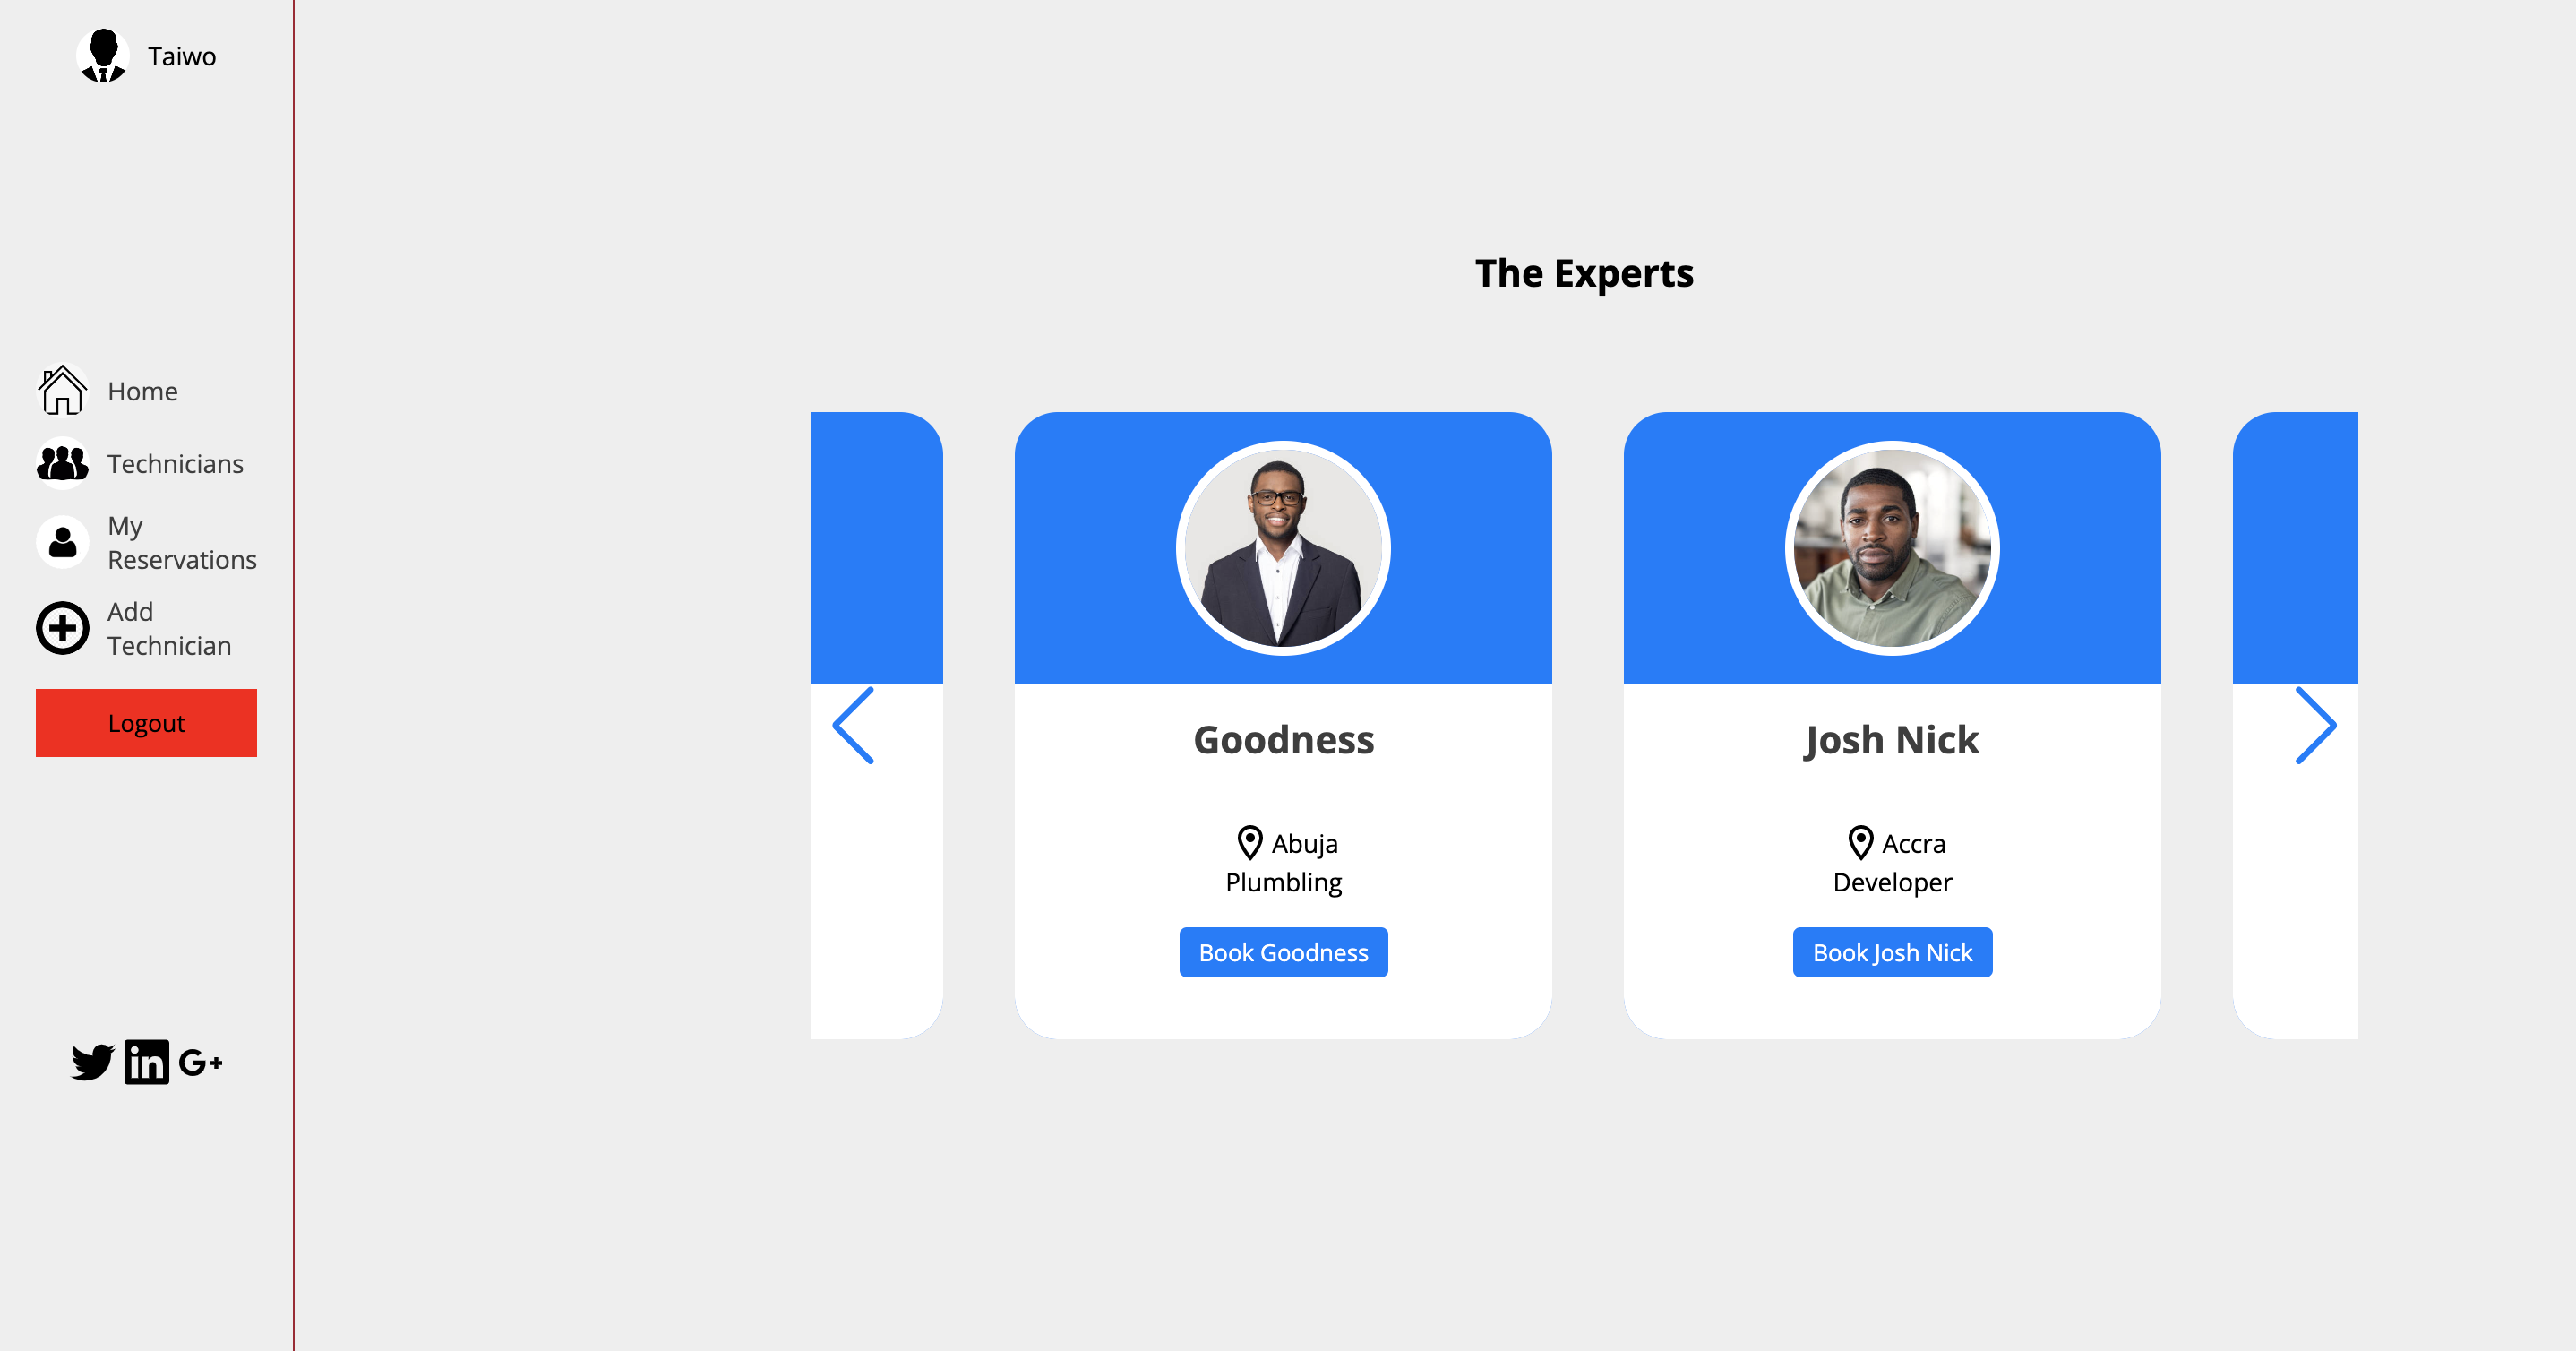 Taiwo
Home
Technicians
My
Reservations
Add
Technician
Logout
in
G+
The Experts
Goodness
Abuja
Plumbling
Book Goodness
Josh Nick
Accra
Developer
Book Josh Nick